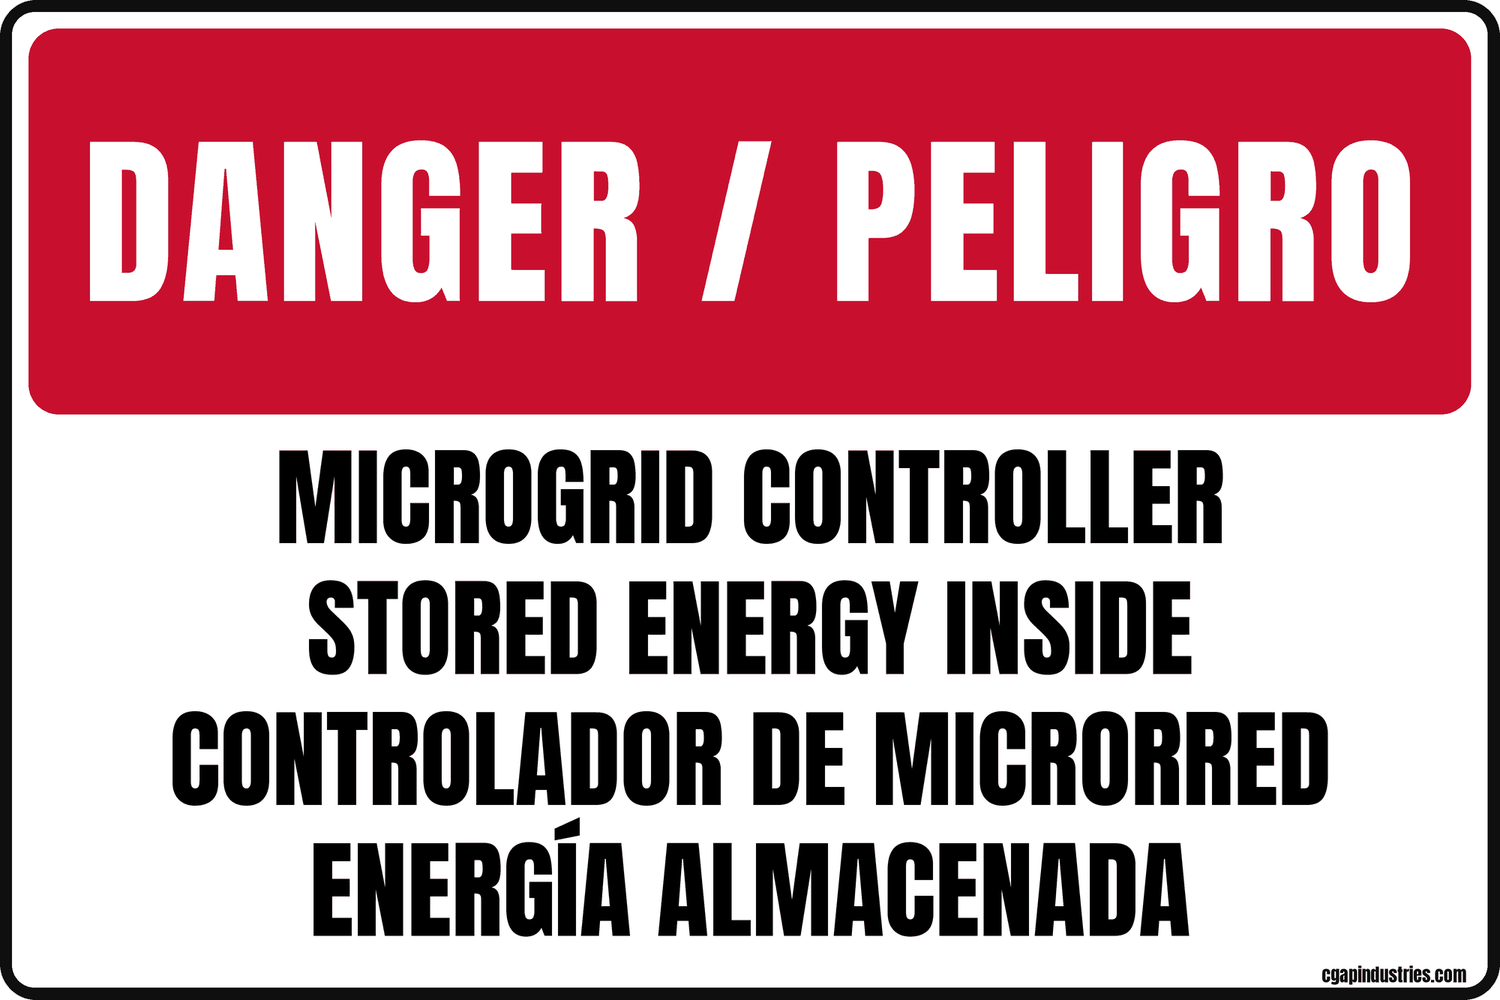 DANGER / PELIGRO
MICROGRID CONTROLLER
STORED ENERGY INSIDE
CONTROLADOR DE MICRORRED
ENERGÍA ALMACENADA
cgapindustries.com